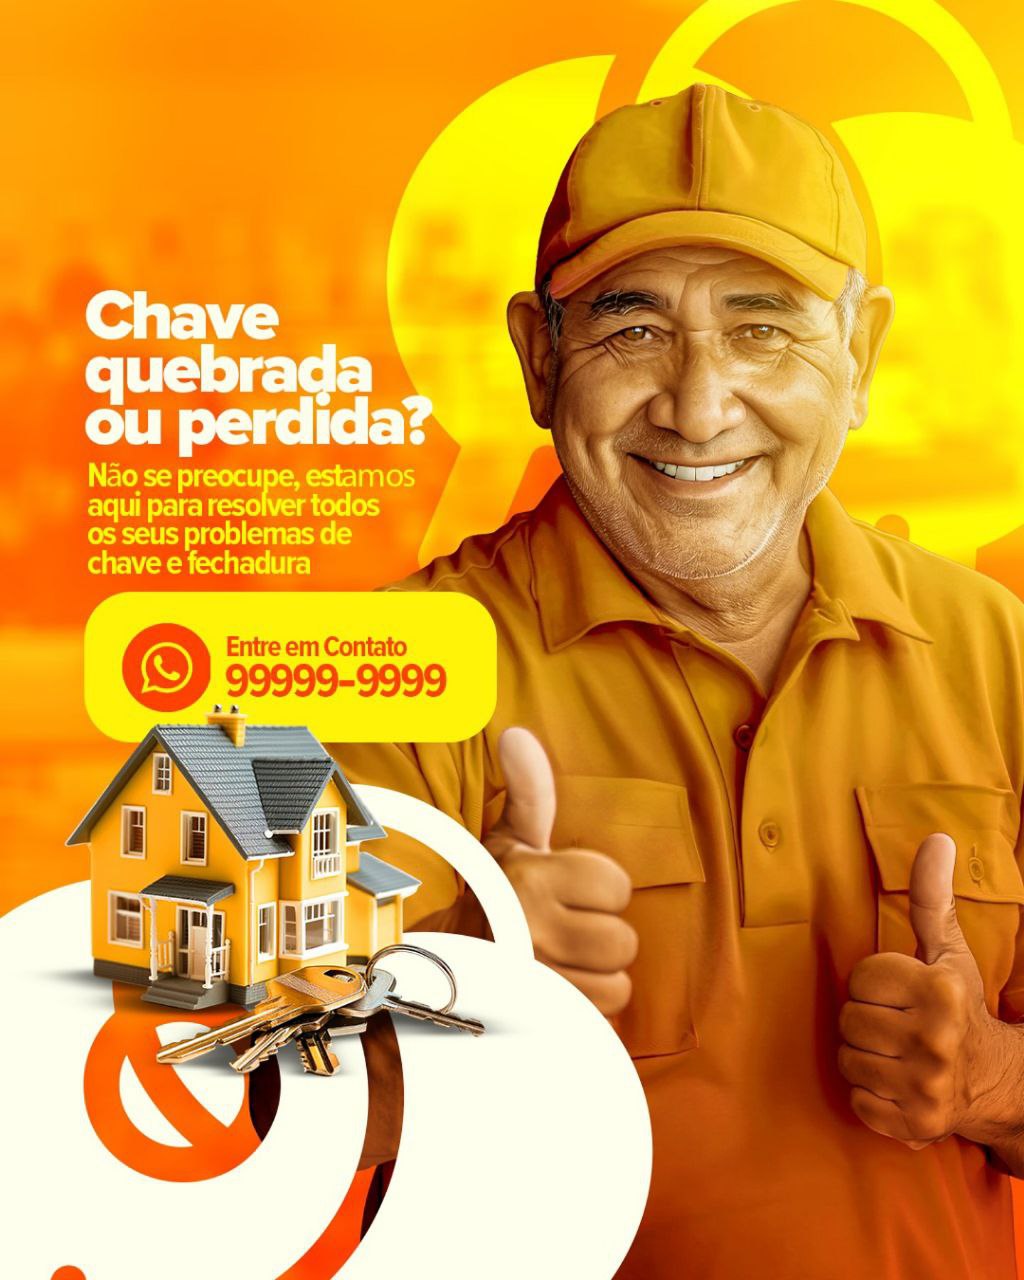 Chave
quebrada
ou perdida?
Não se preocupe, estamos
aqui para resolver todos
os seus problemas de
chave e fechadura
Entre em Contato
99999-9999